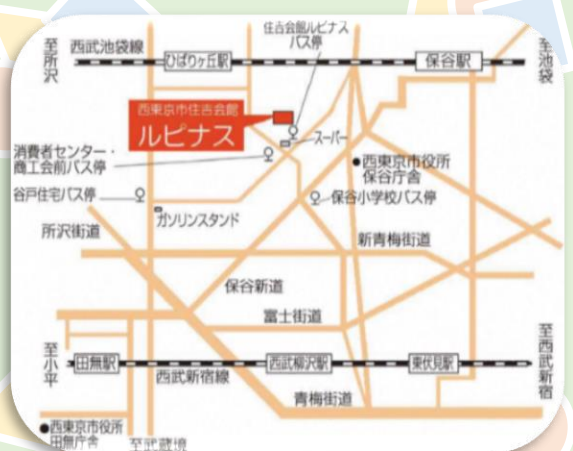 住吉会館ルピナス
バス停
至所沢
西武池袋線
ひばりヶ丘駅
保谷駅
至池袋
西東京市住吉会館
ルピナス
スーパー
消費者センター・
商工会前バス停
●西東京市役所
保谷庁舎
谷戸住宅バス停
保谷小学校バス停
ガソリンスタンド
所沢街道
新青梅街道
保谷新道
富士街道
至小平
田無駅
西武柳沢駅
東伏見駅
至西武新宿
西武新宿線
青梅街道
●西東京市役所
田無庁舎
至武蔵境